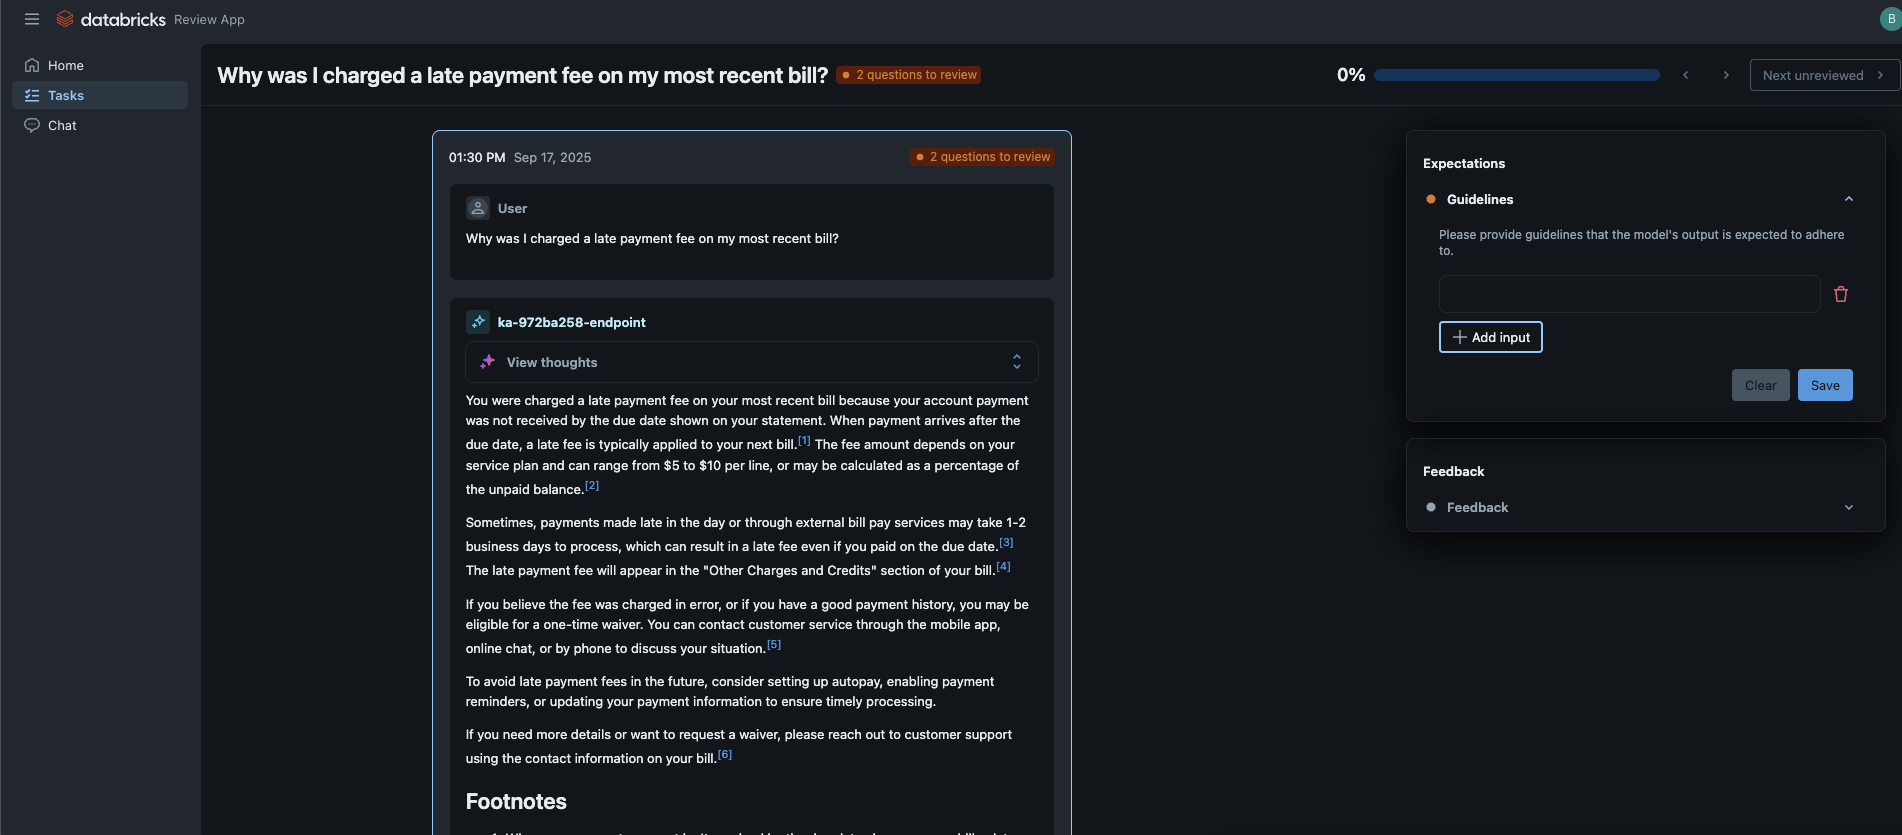 databricks Review App
B
Home
Tasks
Chat
Why was I charged a late payment fee on my most recent bill? 2 questions to review
0%
Next unreviewed
01:30 PM Sep 17, 2025
2 questions to review
User
Why was I charged a late payment fee on my most recent bill?
ka-972ba258-endpoint
View thoughts
You were charged a late payment fee on your most recent bill because your account payment
was not received by the due date shown on your statement. When payment arrives after the
due date, a late fee is typically applied to your next bill.[1] The fee amount depends on your
service plan and can range from $5 to $10 per line, or may be calculated as a percentage of
the unpaid balance.[2]
Sometimes, payments made late in the day or through external bill pay services may take 1-2
business days to process, which can result in a late fee even if you paid on the due date.[3]
The late payment fee will appear in the "Other Charges and Credits" section of your bill.[4]
If you believe the fee was charged in error, or if you have a good payment history, you may be
eligible for a one-time waiver. You can contact customer service through the mobile app,
online chat, or by phone to discuss your situation.[5]
To avoid late payment fees in the future, consider setting up autopay, enabling payment
reminders, or updating your payment information to ensure timely processing.
If you need more details or want to request a waiver, please reach out to customer support
using the contact information on your bill.[6]
Footnotes
Expectations
Guidelines
Please provide guidelines that the model's output is expected to adhere
to.
Add input
Clear
Save
Feedback
Feedback